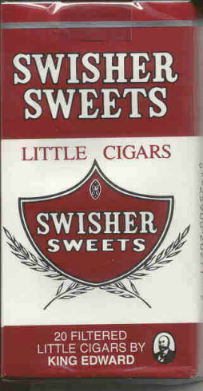 SWISHER
SWEETS
LITTLE CIGARS
SWISHER
SWEETS
20 FILTERED
LITTLE CIGARS BY
KING EDWARD